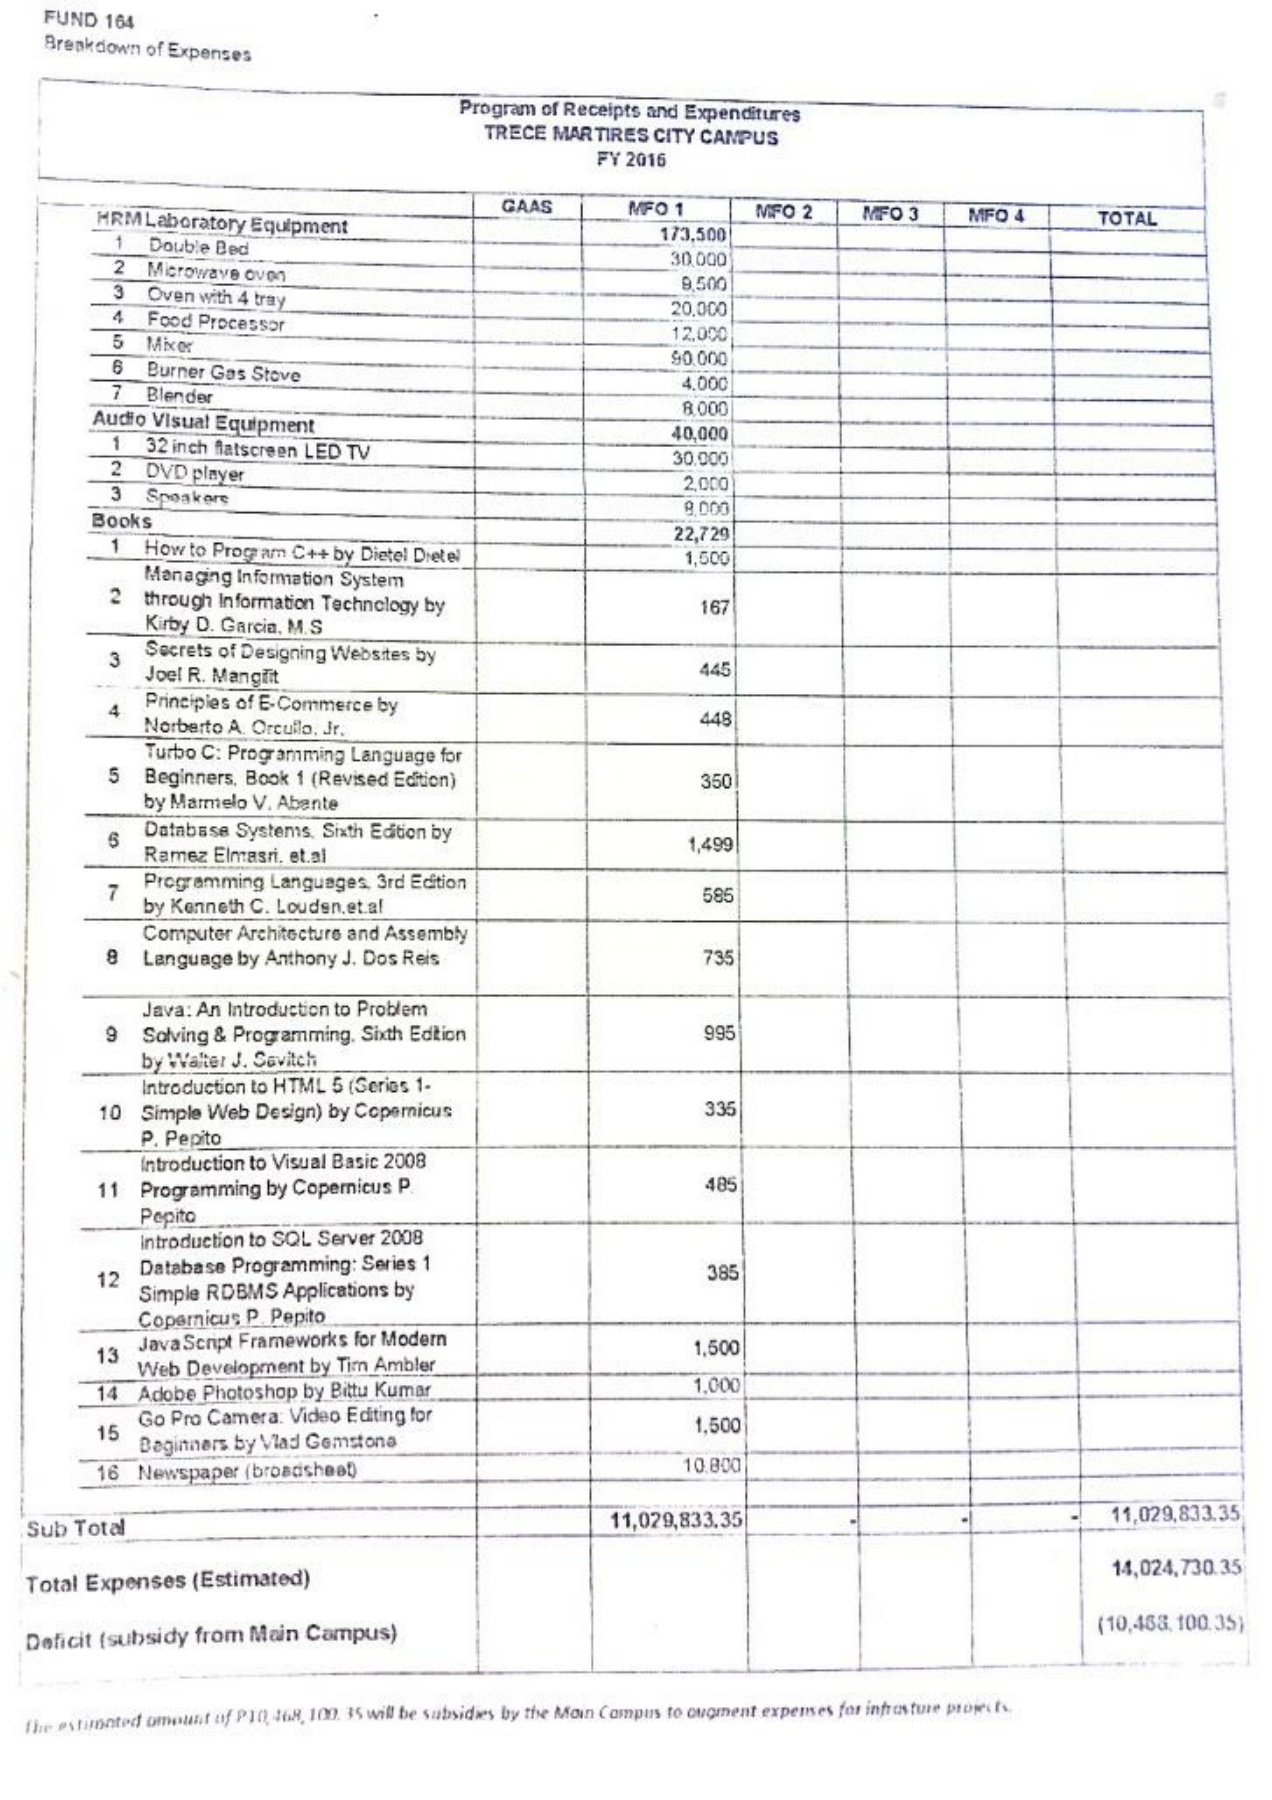 FUND 164
Breakdown of Expenses
Program of Receipts and Expenditures
TRECE MARTIRES CITY CAMPUS
FY 2016
GAAS MFO 1 MFO 2 MFO 3 MFO 4 TOTAL
HRM Laboratory Equipment 173,500
1 Double Bed 30,000
2 Microwave oven 9,500
3 Oven with 4 tray 20,000
4 Food Processor 12,000
5 Mixer 90,000
6 Burner Gas Stove 4,000
7 Blender 8,000
Audio Visual Equipment 40,000
1 32 inch flatscreen LED TV 30,000
2 DVD player 2,000
3 Speakers 8,000
Books 22,729
1 How to Program C++ by Dietel Dietel 1,500
Managing Information System
2 through Information Technology by 167
Kirby D. Garcia, M.S
3 Secrets of Designing Websites by 445
Joel R. Mangilit
4 Principles of E-Commerce by 448
Norberto A. Orcullo, Jr.
Turbo C: Programming Language for
5 Beginners, Book 1 (Revised Edition) 350
by Marmelo V. Abante
6 Database Systems, Sixth Edition by 1,499
Ramez Elmasri, et.al
7 Programming Languages, 3rd Edition 585
by Kenneth C. Louden,et.al
Computer Architecture and Assembly
8 Language by Anthony J. Dos Reis 735
Java: An Introduction to Problem
9 Solving & Programming, Sixth Edition 995
by Walter J. Savitch
Introduction to HTML 5 (Series 1-
10 Simple Web Design) by Copernicus 335
P. Pepito
Introduction to Visual Basic 2008
11 Programming by Copernicus P. 485
Pepito
Introduction to SQL Server 2008
Database Programming: Series 1
12 Simple RDBMS Applications by 385
Copernicus P. Pepito
13 JavaScript Frameworks for Modern 1,500
Web Development by Tim Ambler
14 Adobe Photoshop by Bittu Kumar 1,000
15 Go Pro Camera: Video Editing for 1,500
Beginners by Vlad Gemstone
16 Newspaper (broadsheet) 10,800
Sub Total 11,029,833.35 - - - 11,029,833.35
Total Expenses (Estimated) 14,024,730.35
Deficit (subsidy from Main Campus) (10,468,100.35)
The estimated amount of P10,468,100.35 will be subsidies by the Main Campus to augment expenses for infrasture projects.